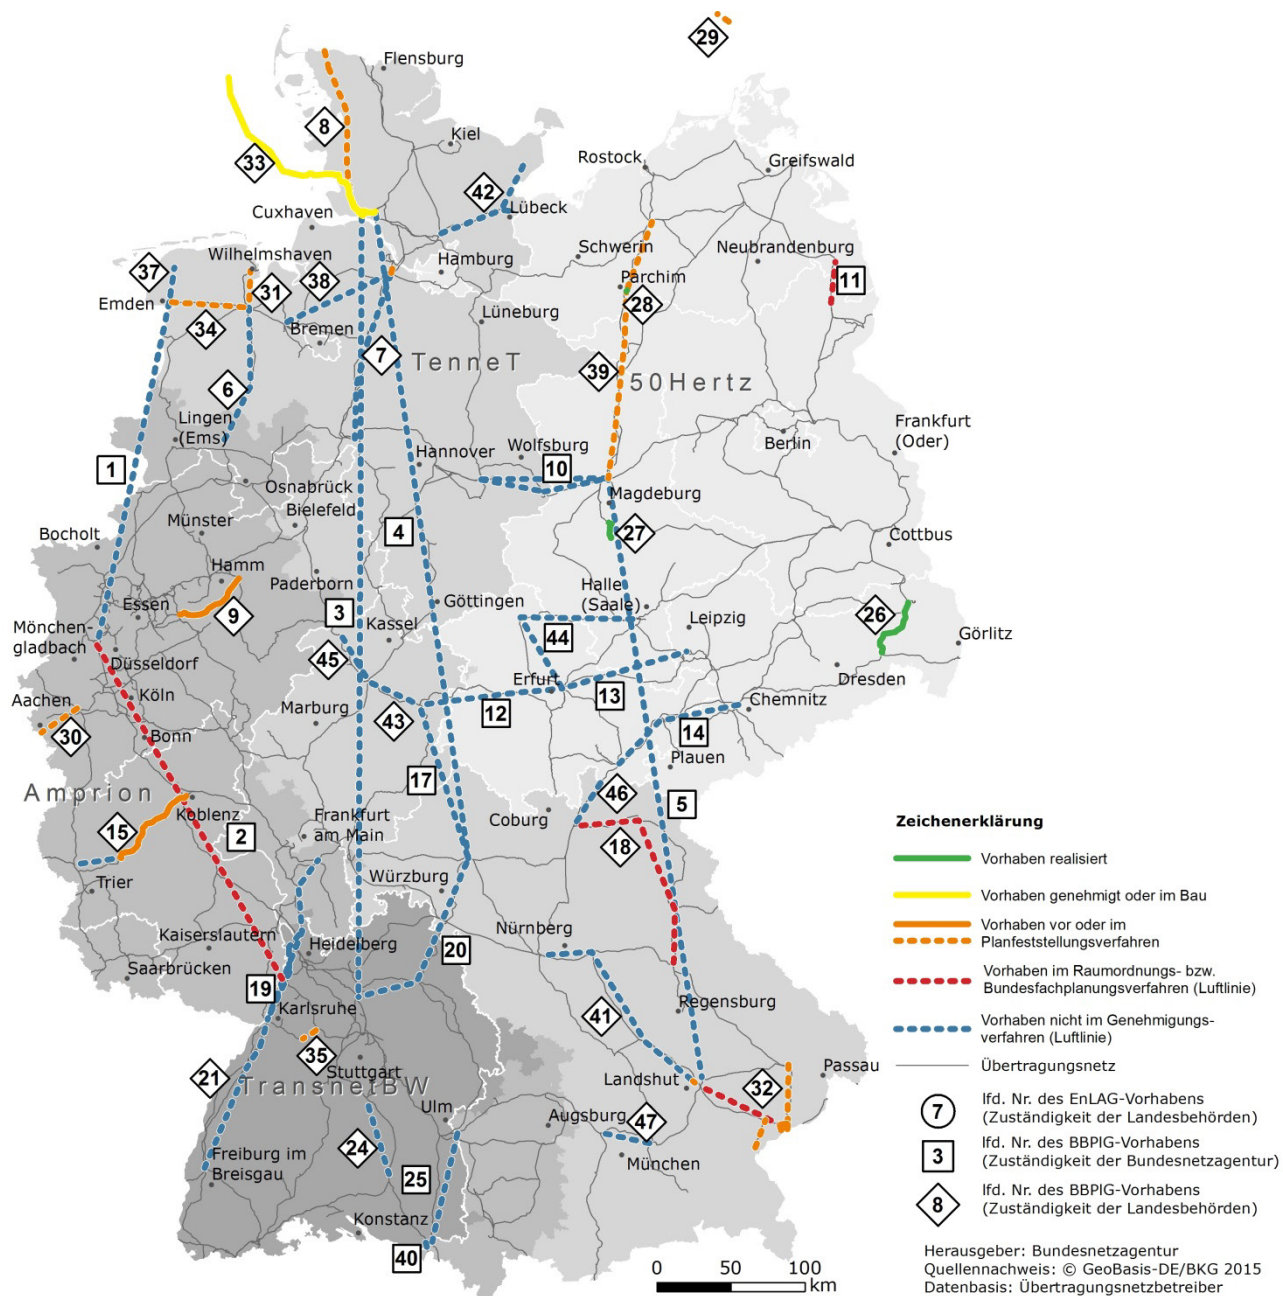 29
Flensburg
8
Kiel
33
Rostock
Greifswald
42
Lübeck
Cuxhaven
Schwerin
Neubrandenburg
Wilhelmshaven
Hamburg
37
31
38
Parchim
11
Emden
28
34
Bremen
Lüneburg
7
TenneT
39
50Hertz
6
Lingen
(Ems)
Frankfurt
(Oder)
Berlin
Hannover
Wolfsburg
10
1
Osnabrück
Magdeburg
Bielefeld
Münster
4
27
Cottbus
Bocholt
Hamm
Paderborn
Halle
(Saale)
Essen
9
3
Göttingen
Leipzig
26
Mönchen-
gladbach
Kassel
44
Görlitz
Düsseldorf
45
Dresden
Aachen
Köln
Erfurt
13
Marburg
43
12
Chemnitz
30
Bonn
14
Plauen
Amprion
17
46
5
Koblenz
Coburg
15
2
Frankfurt
am Main
18
Trier
Würzburg
Kaiserslautern
Heidelberg
20
Nürnberg
Saarbrücken
19
Karlsruhe
Regensburg
41
35
Stuttgart
Passau
21
TransnetBW
Landshut
32
Ulm
Augsburg
47
Freiburg im
Breisgau
24
München
25
Konstanz
40
Zeichenerklärung
Vorhaben realisiert
Vorhaben genehmigt oder im Bau
Vorhaben vor oder im
Planfeststellungsverfahren
Vorhaben im Raumordnungs- bzw.
Bundesfachplanungsverfahren (Luftlinie)
Vorhaben nicht im Genehmigungs-
verfahren (Luftlinie)
Übertragungsnetz
7
lfd. Nr. des EnLAG-Vorhabens
(Zuständigkeit der Landesbehörden)
3
lfd. Nr. des BBPlG-Vorhabens
(Zuständigkeit der Bundesnetzagentur)
8
lfd. Nr. des BBPlG-Vorhabens
(Zuständigkeit der Landesbehörden)
Herausgeber: Bundesnetzagentur
Quellennachweis: © GeoBasis-DE/BKG 2015
Datenbasis: Übertragungsnetzbetreiber
0 50 100
km